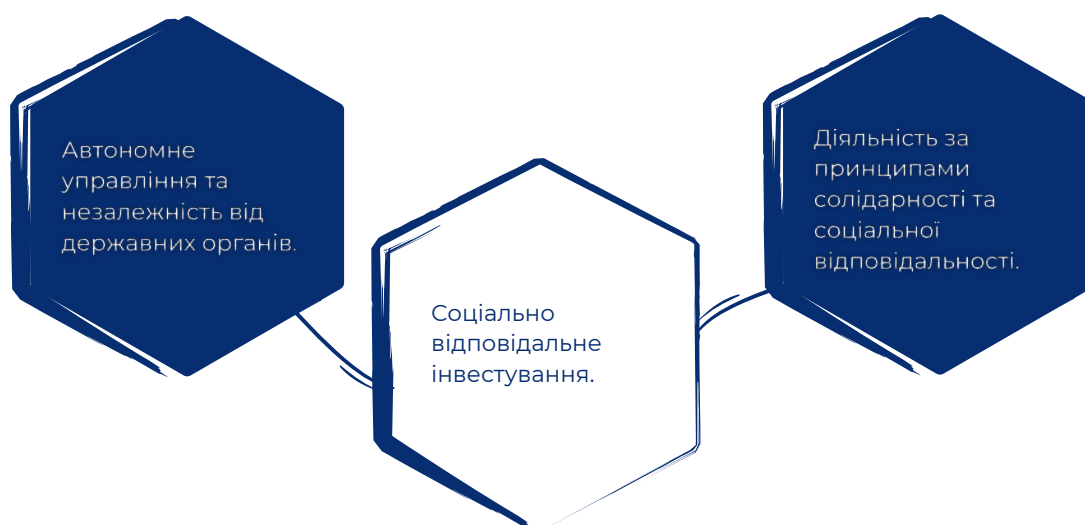 Автономне
управління та
незалежність від
державних органів.
Соціально
відповідальне
інвестування.
Діяльність за
принципами
солідарності та
соціальної
відповідальності.